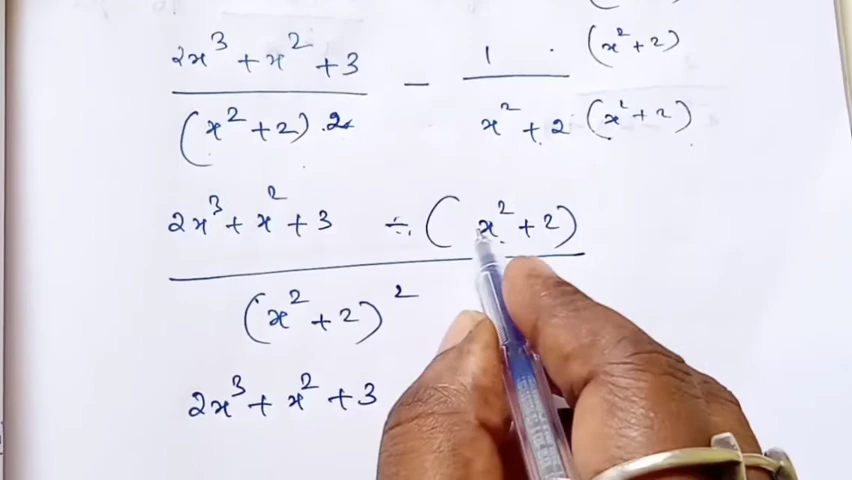 2x³ + x² + 3 / (x² + 2).2 − 1 . (x² + 2) / x² + 2 (x² + 2)
2x³ + x² + 3 ÷ (x² + 2) / (x² + 2)²
2x³ + x² + 3